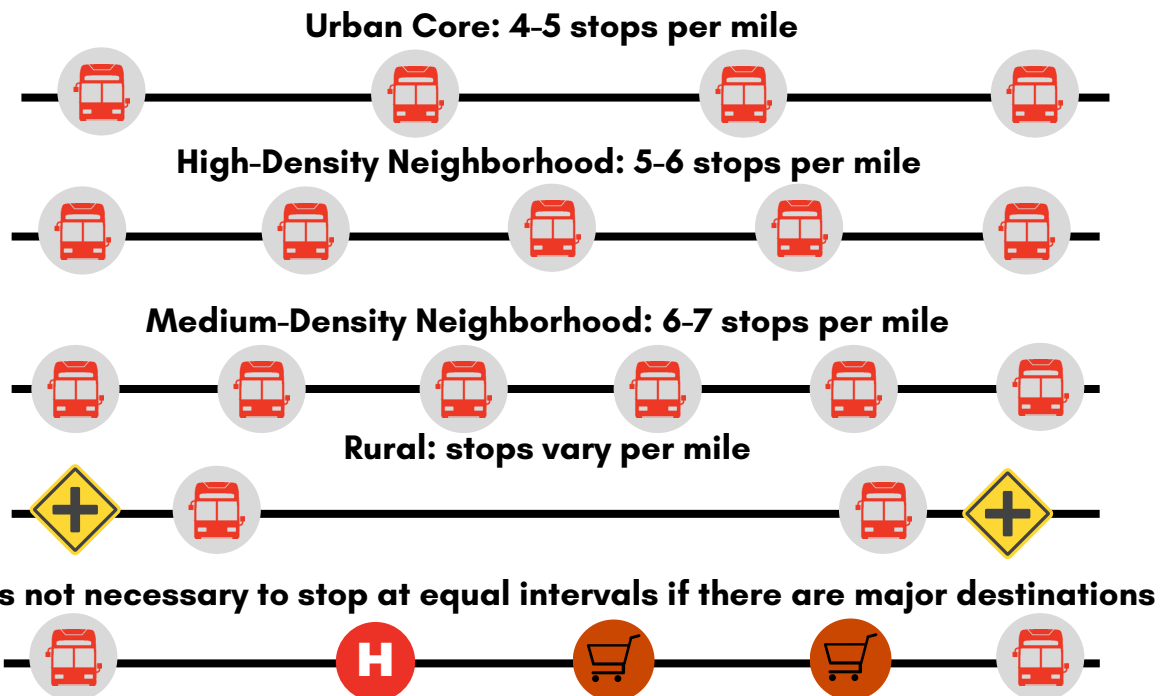 Urban Core: 4-5 stops per mile
High-Density Neighborhood: 5-6 stops per mile
Medium-Density Neighborhood: 6-7 stops per mile
Rural: stops vary per mile
s not necessary to stop at equal intervals if there are major destinations
H